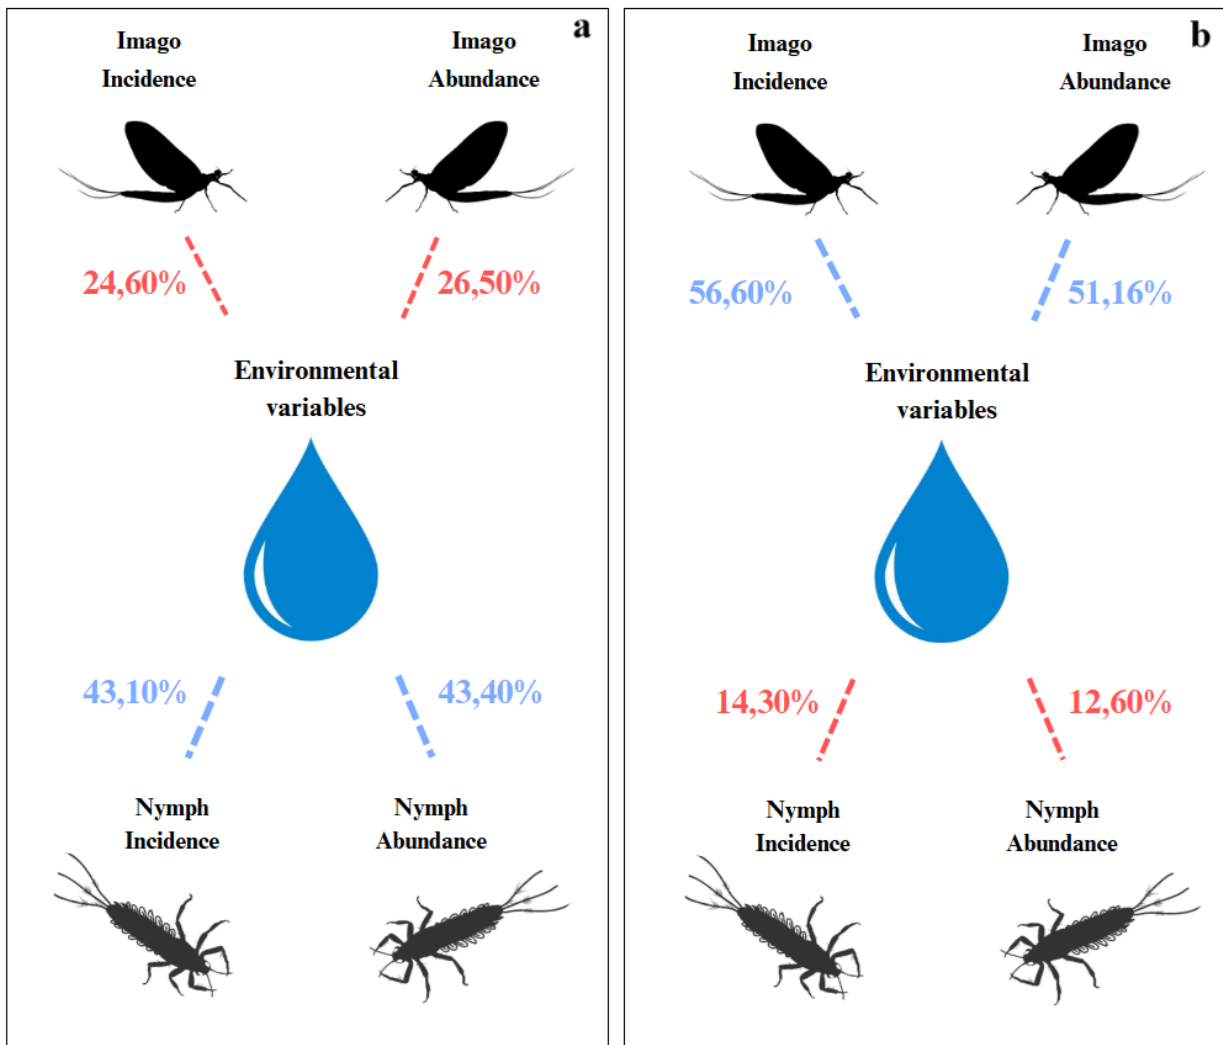 a
Imago
Incidence
Imago
Abundance
24,60%
26,50%
Environmental
variables
43,10%
43,40%
Nymph
Incidence
Nymph
Abundance
b
Imago
Incidence
Imago
Abundance
56,60%
51,16%
Environmental
variables
14,30%
12,60%
Nymph
Incidence
Nymph
Abundance